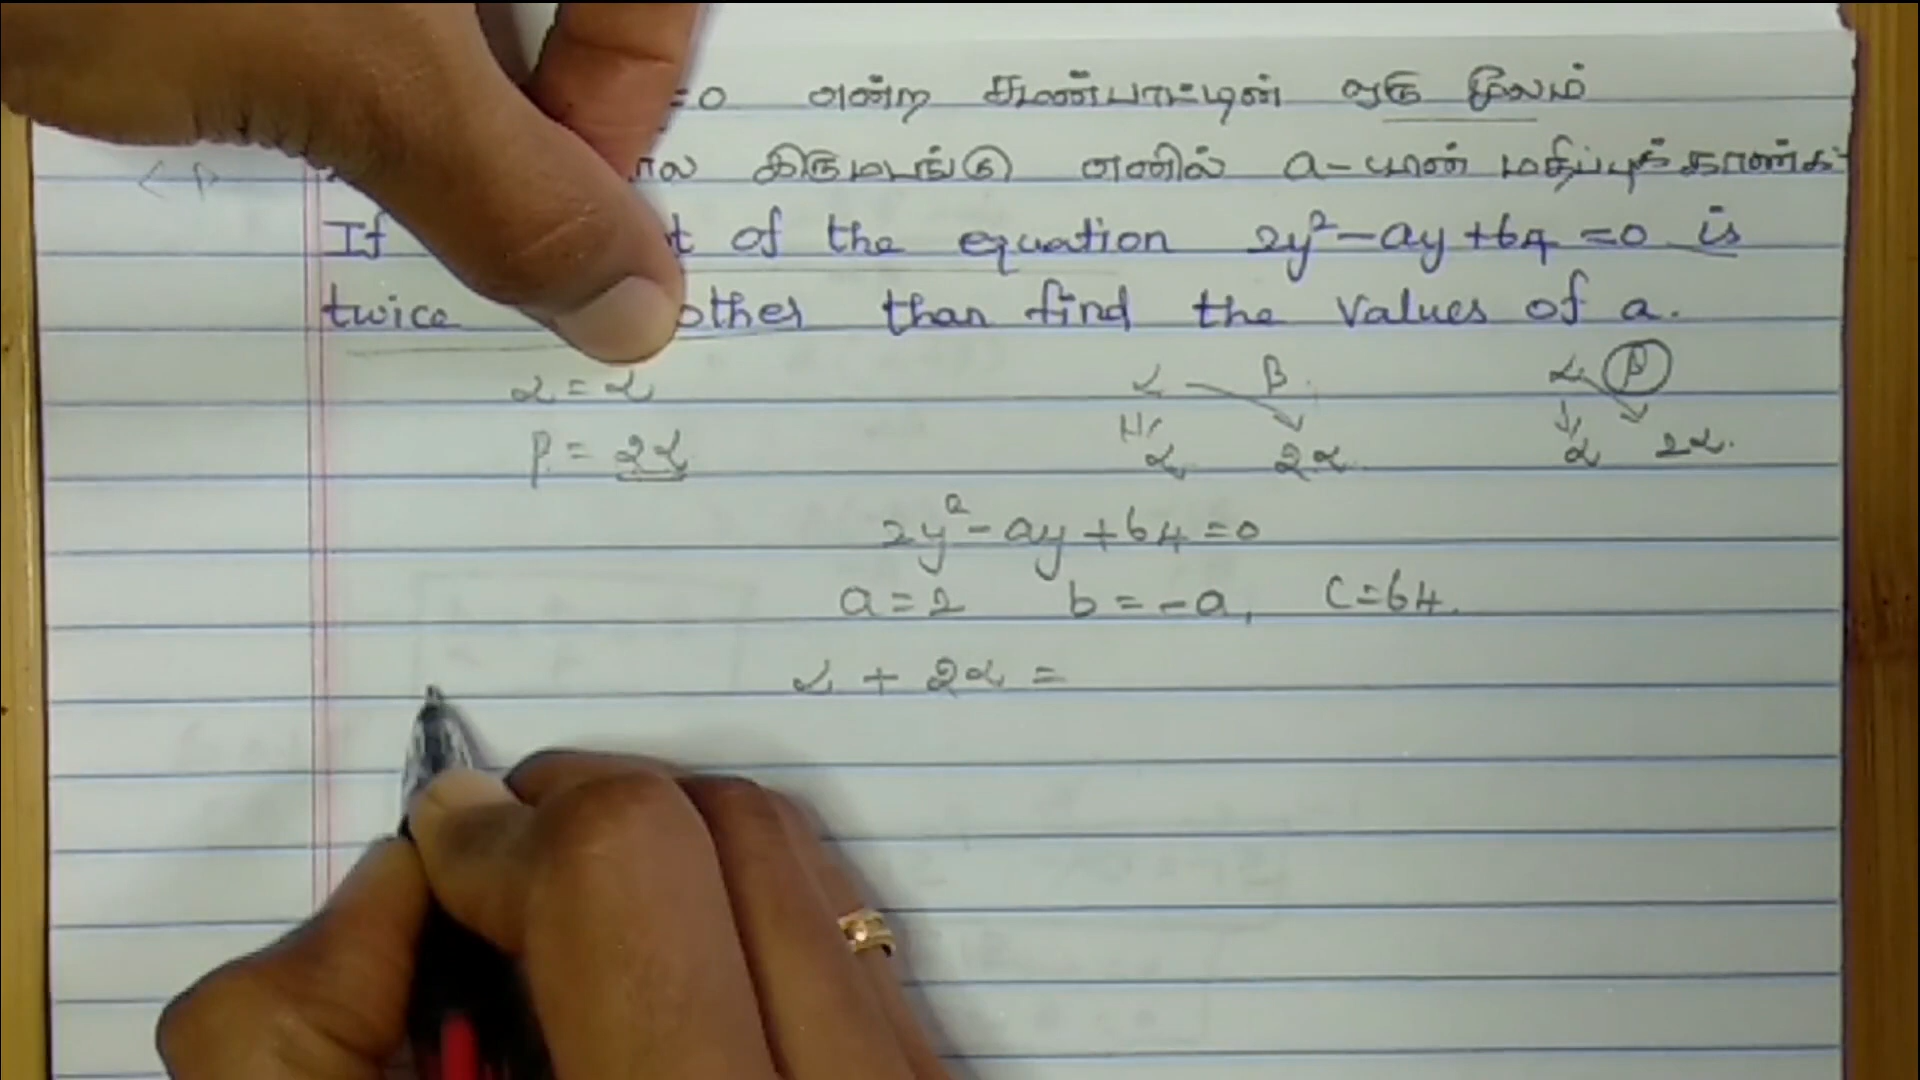 =0 என்ற சமன்பாட்டின் ஒரு மூலம்
போல இருமடங்கு எனில் a-யின் மதிப்புக் காண்க
If of the equation 2y²-ay+64=0 is
twice other than find the values of a.
α = α α β α β
β = 2α α 2α α 2α.
2y²-ay+64=0
a=2 b=-a, c=64.
α + 2α =